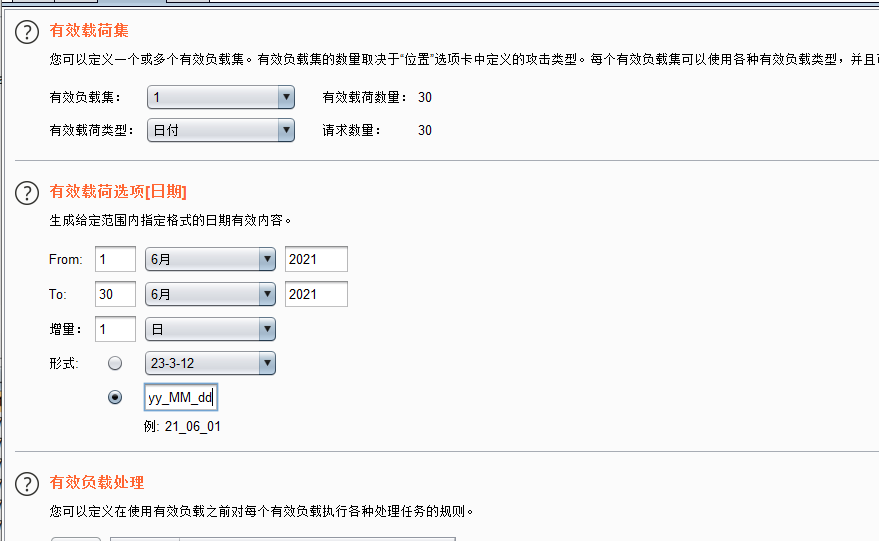 有效载荷集
您可以定义一个或多个有效负载集。有效负载集的数量取决于“位置”选项卡中定义的攻击类型。每个有效负载集可以使用各种有效负载类型，并且
有效负载集： 1 有效载荷数量： 30
有效载荷类型： 日付 请求数量： 30
有效载荷选项[日期]
生成给定范围内指定格式的日期有效内容。
From: 1 6月 2021
To: 30 6月 2021
增量： 1 日
形式: 23-3-12
yy_MM_dd
例: 21_06_01
有效负载处理
您可以定义在使用有效负载之前对每个有效负载执行各种处理任务的规则。